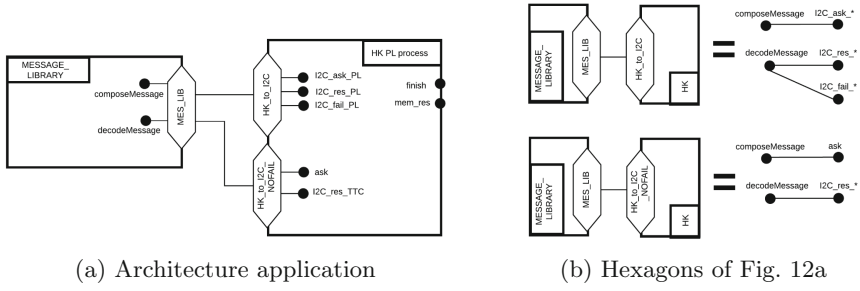 MESSAGE_
LIBRARY
composeMessage
decodeMessage
MES_LIB
HK_to_I2C
I2C_ask_PL
I2C_res_PL
I2C_fail_PL
HK_to_I2C_
NOFAIL
ask
I2C_res_TTC
HK PL process
finish
mem_res
(a) Architecture application
MESSAGE_
LIBRARY
MES_LIB
HK_to_I2C
HK
=
composeMessage
I2C_ask_*
decodeMessage
I2C_res_*
I2C_fail_*
MESSAGE_
LIBRARY
MES_LIB
HK_to_I2C
_NOFAIL
HK
=
composeMessage
ask
decodeMessage
I2C_res_*
(b) Hexagons of Fig. 12a